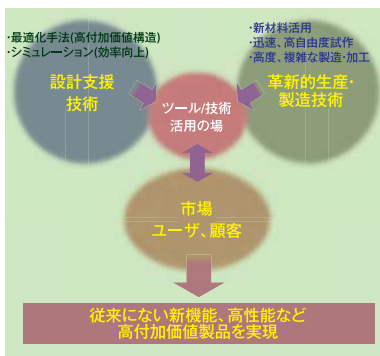 ・最適化手法(高付加価値構造)
・シミュレーション(効率向上)
設計支援
技術
・新材料活用
・迅速、高自由度試作
・高度、複雑な製造・加工
革新的生産・
製造技術
ツール/技術
活用の場
市場
ユーザ、顧客
従来にない新機能、高性能など
高付加価値製品を実現